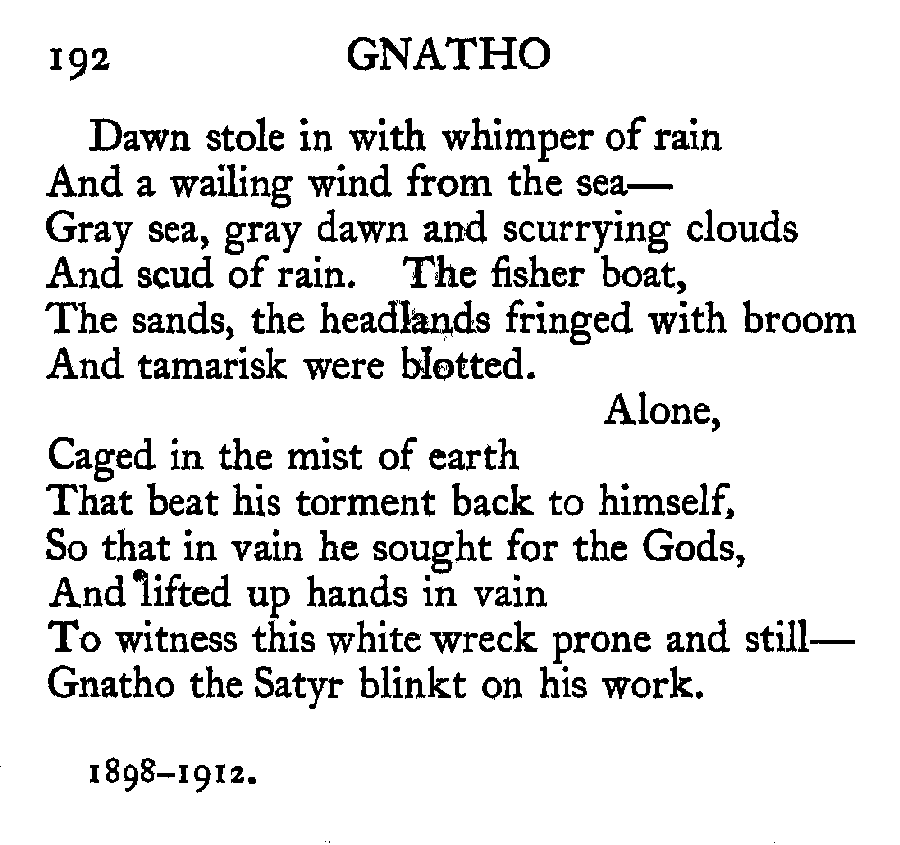 192 GNATHO
Dawn stole in with whimper of rain
And a wailing wind from the sea—
Gray sea, gray dawn and scurrying clouds
And scud of rain. The fisher boat,
The sands, the headlands fringed with broom
And tamarisk were blotted.
Alone,
Caged in the mist of earth
That beat his torment back to himself,
So that in vain he sought for the Gods,
And lifted up hands in vain
To witness this white wreck prone and still—
Gnatho the Satyr blinkt on his work.
1898–1912.